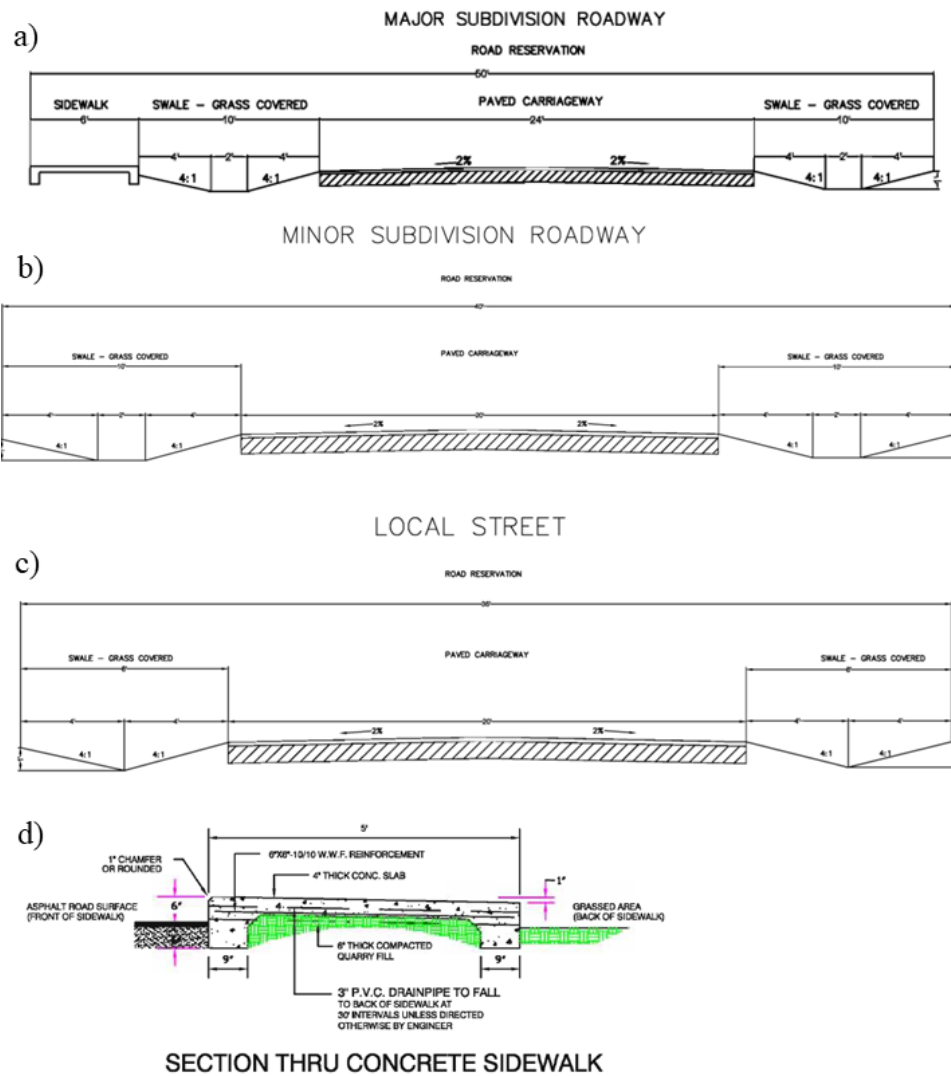 a)
MAJOR SUBDIVISION ROADWAY
ROAD RESERVATION
50'
SIDEWALK
SWALE - GRASS COVERED
PAVED CARRIAGEWAY
SWALE - GRASS COVERED
6'
10'
24'
10'
4'
2'
4'
2%
2%
4'
2'
4'
4:1
4:1
4:1
4:1
MINOR SUBDIVISION ROADWAY
b)
ROAD RESERVATION
40'
SWALE - GRASS COVERED
PAVED CARRIAGEWAY
SWALE - GRASS COVERED
10'
10'
4'
2'
4'
20'
4'
2'
4'
2%
2%
4:1
4:1
4:1
4:1
LOCAL STREET
c)
ROAD RESERVATION
36'
SWALE - GRASS COVERED
PAVED CARRIAGEWAY
SWALE - GRASS COVERED
8'
8'
4'
4'
20'
4'
4'
2%
2%
4:1
4:1
4:1
4:1
d)
5'
1" CHAMFER
OR ROUNDED
6"X6"-10/10 W.W.F. REINFORCEMENT
4" THICK CONC. SLAB
1"
6"
ASPHALT ROAD SURFACE
(FRONT OF SIDEWALK)
GRASSED AREA
(BACK OF SIDEWALK)
6" THICK COMPACTED
QUARRY FILL
9"
9"
3" P.V.C. DRAINPIPE TO FALL
TO BACK OF SIDEWALK AT
30' INTERVALS UNLESS DIRECTED
OTHERWISE BY ENGINEER
SECTION THRU CONCRETE SIDEWALK